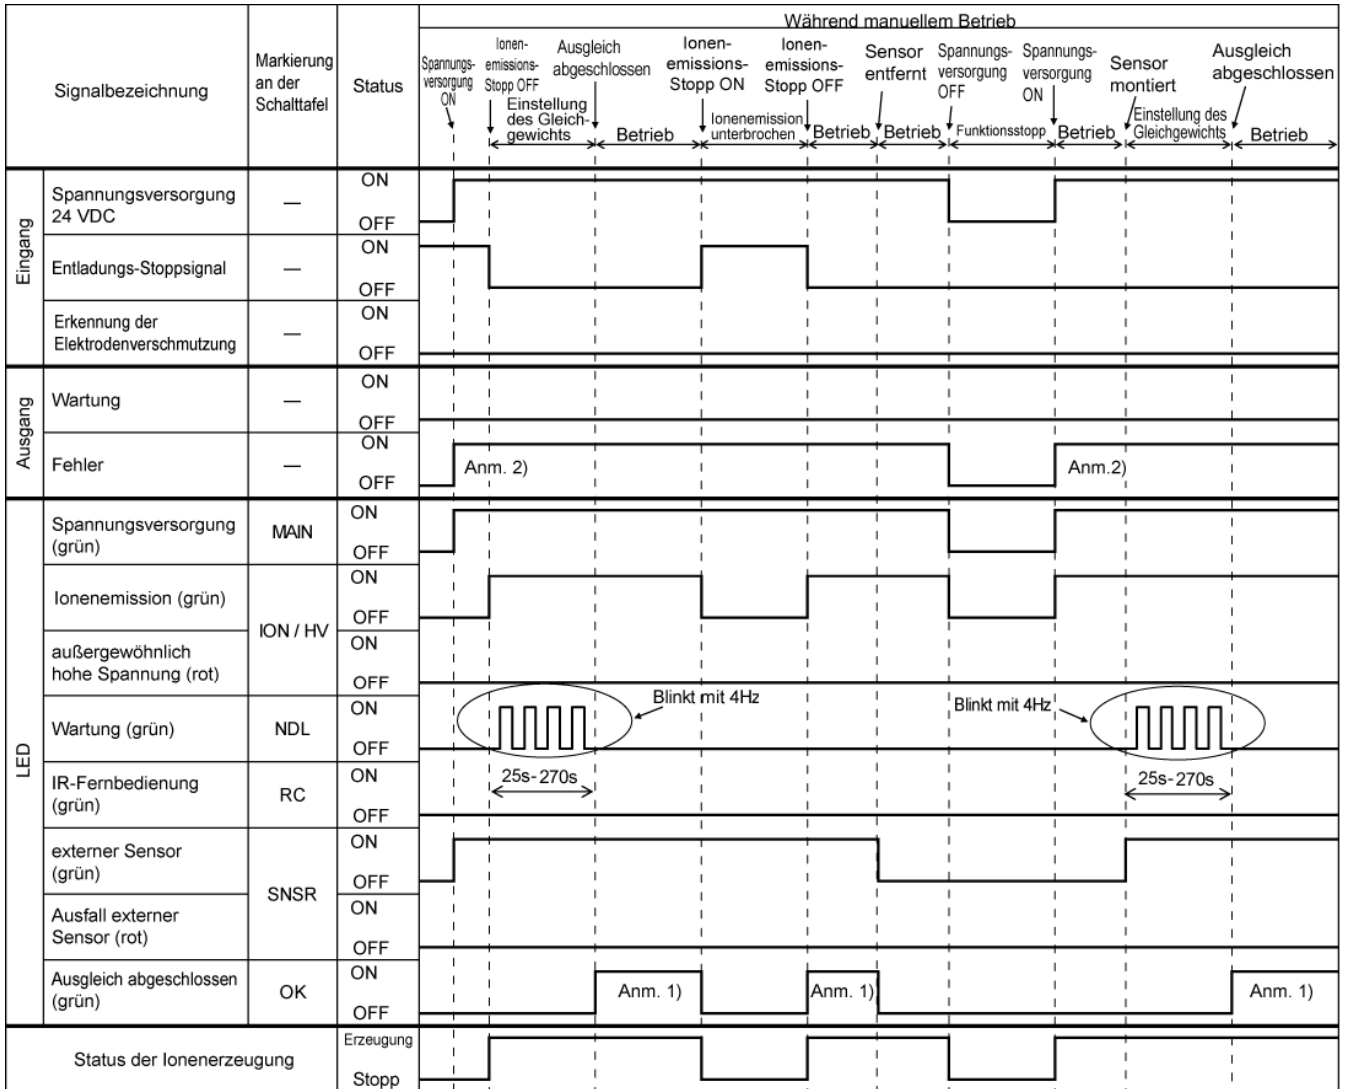 Während manuellem Betrieb
Signalbezeichnung
Markierung
an der
Schalttafel
Status
Spannungs-
versorgung
ON
Ionen-
emissions-
Stopp OFF
Ausgleich
abgeschlossen
Ionen-
emissions-
Stopp ON
Ionen-
emissions-
Stopp OFF
Sensor
entfernt
Spannungs-
versorgung
OFF
Spannungs-
versorgung
ON
Sensor
montiert
Ausgleich
abgeschlossen
Einstellung
des Gleich-
gewichts
Betrieb
Ionenemission
unterbrochen
Betrieb
Betrieb
Funktionsstopp
Betrieb
Einstellung des
Gleichgewichts
Betrieb
Eingang
Spannungsversorgung
24 VDC
—
ON
OFF
Entladungs-Stoppsignal
—
ON
OFF
Erkennung der
Elektrodenverschmutzung
—
ON
OFF
Ausgang
Wartung
—
ON
OFF
Fehler
—
ON
OFF
Anm. 2)
Anm.2)
LED
Spannungsversorgung
(grün)
MAIN
ON
OFF
Ionenemission (grün)
ION / HV
ON
OFF
außergewöhnlich
hohe Spannung (rot)
ON
OFF
Wartung (grün)
NDL
ON
OFF
Blinkt mit 4Hz
Blinkt mit 4Hz
IR-Fernbedienung
(grün)
RC
ON
OFF
25s-270s
25s-270s
externer Sensor
(grün)
SNSR
ON
OFF
Ausfall externer
Sensor (rot)
ON
OFF
Ausgleich abgeschlossen
(grün)
OK
ON
OFF
Anm. 1)
Anm. 1)
Anm. 1)
Status der Ionenerzeugung
Erzeugung
Stopp